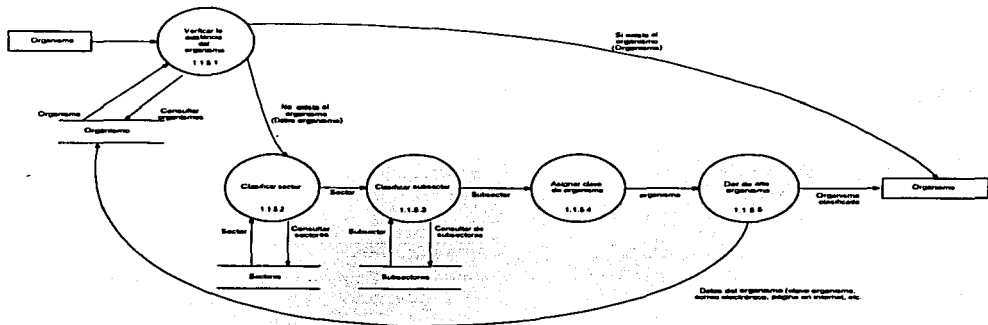 Organismo
Verificar la
existencia
del
organismo
1.1.5.1
Si existe el
organismo
(Organismo)
Organismo
Consultar
organismos
Organismo
No existe el
organismo
(Datos organismo)
Clasificar sector
1.1.5.2
Sector
Clasificar subsector
1.1.5.3
Subsector
Asignar clave
de organismo
1.1.5.4
organismo
Dar de alta
organismo
1.1.5.5
Organismo
clasificado
Organismo
Sector
Consultar
sectores
Sectores
Subsector
Consultar de
subsectores
Subsectores
Datos del organismo (clave organismo,
correo electrónico, página en internet, etc.